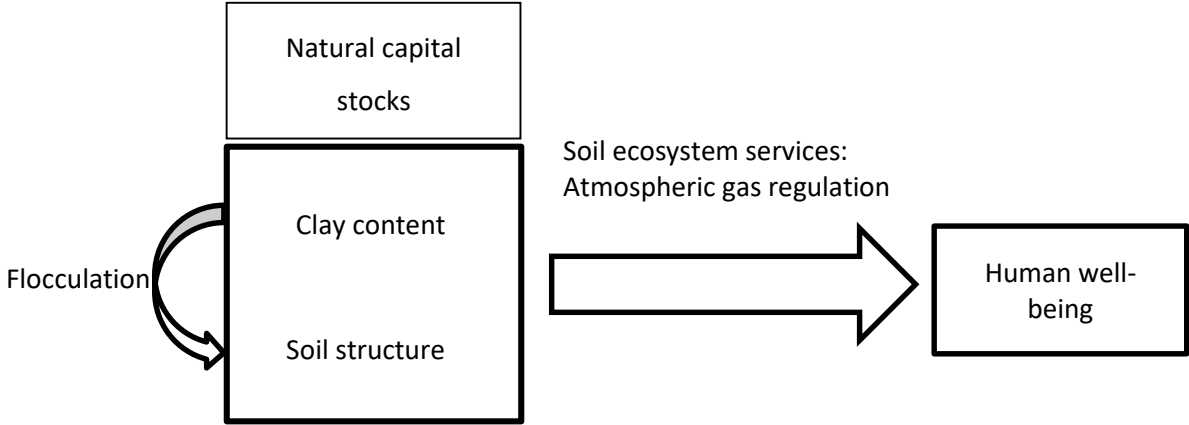 Natural capital
stocks
Soil ecosystem services:
Atmospheric gas regulation
Clay content
Flocculation
Human well-
being
Soil structure